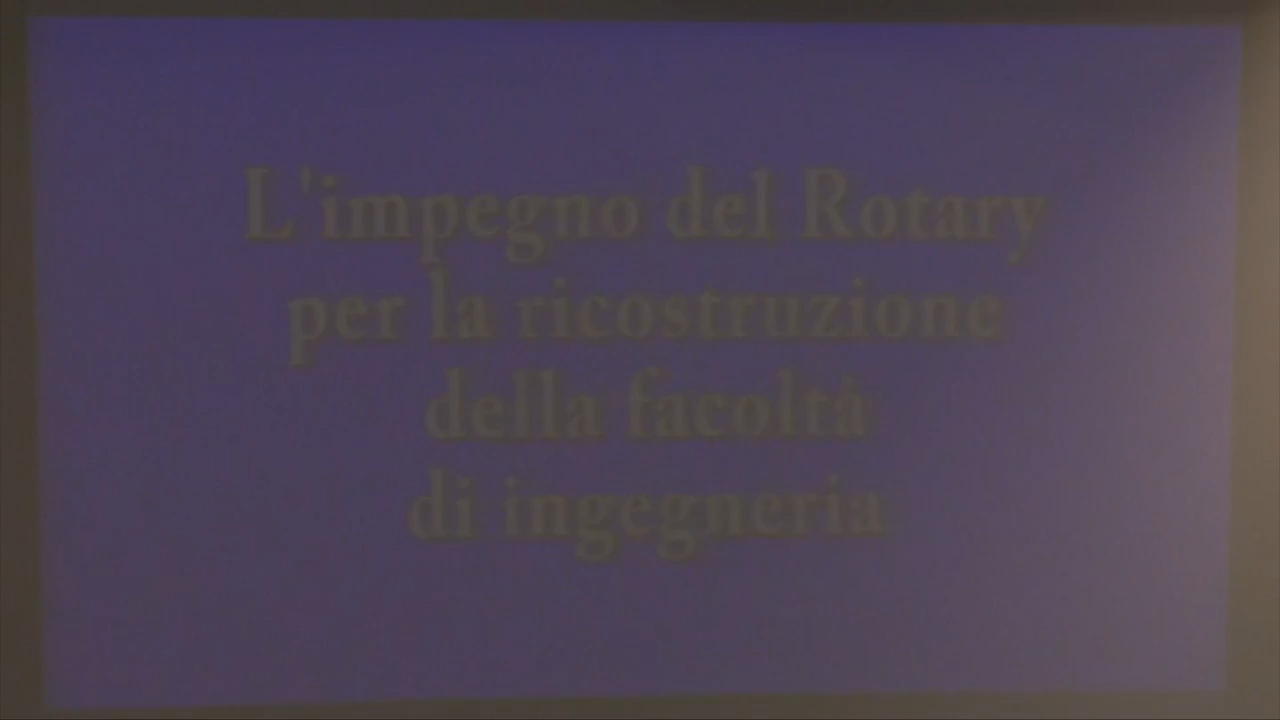 L'impegno del Rotary
per la ricostruzione
della facoltà
di ingegneria